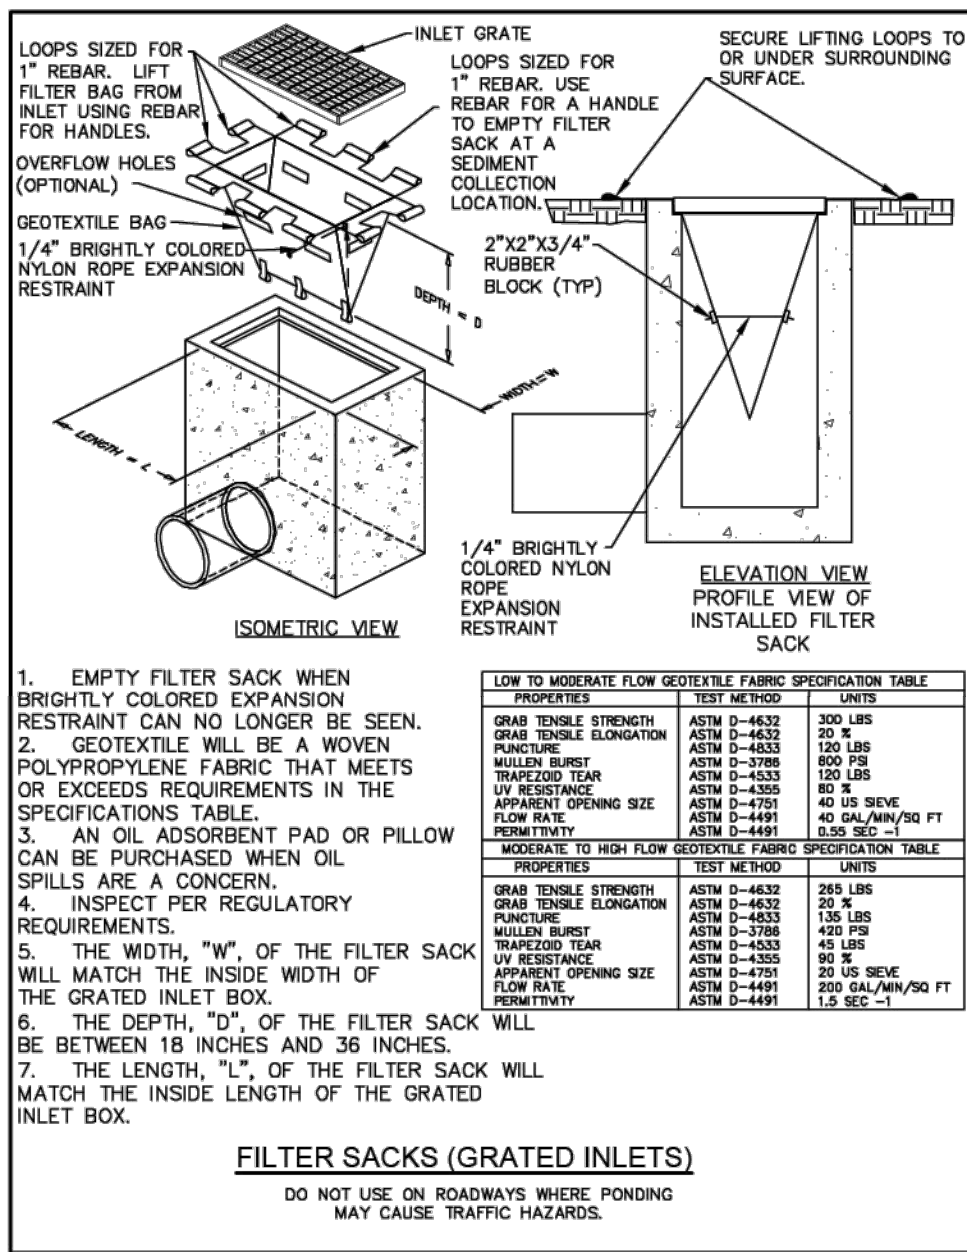 INLET GRATE
LOOPS SIZED FOR
1" REBAR. LIFT
FILTER BAG FROM
INLET USING REBAR
FOR HANDLES.
OVERFLOW HOLES
(OPTIONAL)
GEOTEXTILE BAG
1/4" BRIGHTLY COLORED
NYLON ROPE EXPANSION
RESTRAINT
LOOPS SIZED FOR
1" REBAR. USE
REBAR FOR A HANDLE
TO EMPTY FILTER
SACK AT A
SEDIMENT
COLLECTION
LOCATION.
DEPTH = D
WIDTH=W
LENGTH = L
ISOMETRIC VIEW
SECURE LIFTING LOOPS TO
OR UNDER SURROUNDING
SURFACE.
2"X2"X3/4"
RUBBER
BLOCK (TYP)
1/4" BRIGHTLY
COLORED NYLON
ROPE
EXPANSION
RESTRAINT
ELEVATION VIEW
PROFILE VIEW OF
INSTALLED FILTER
SACK
1. EMPTY FILTER SACK WHEN
BRIGHTLY COLORED EXPANSION
RESTRAINT CAN NO LONGER BE SEEN.
2. GEOTEXTILE WILL BE A WOVEN
POLYPROPYLENE FABRIC THAT MEETS
OR EXCEEDS REQUIREMENTS IN THE
SPECIFICATIONS TABLE.
3. AN OIL ADSORBENT PAD OR PILLOW
CAN BE PURCHASED WHEN OIL
SPILLS ARE A CONCERN.
4. INSPECT PER REGULATORY
REQUIREMENTS.
5. THE WIDTH, "W", OF THE FILTER SACK
WILL MATCH THE INSIDE WIDTH OF
THE GRATED INLET BOX.
6. THE DEPTH, "D", OF THE FILTER SACK WILL
BE BETWEEN 18 INCHES AND 36 INCHES.
7. THE LENGTH, "L", OF THE FILTER SACK WILL
MATCH THE INSIDE LENGTH OF THE GRATED
INLET BOX.
LOW TO MODERATE FLOW GEOTEXTILE FABRIC SPECIFICATION TABLE
PROPERTIES TEST METHOD UNITS
GRAB TENSILE STRENGTH ASTM D-4632 300 LBS
GRAB TENSILE ELONGATION ASTM D-4632 20 %
PUNCTURE ASTM D-4833 120 LBS
MULLEN BURST ASTM D-3786 800 PSI
TRAPEZOID TEAR ASTM D-4533 120 LBS
UV RESISTANCE ASTM D-4355 80 %
APPARENT OPENING SIZE ASTM D-4751 40 US SIEVE
FLOW RATE ASTM D-4491 40 GAL/MIN/SQ FT
PERMITTIVITY ASTM D-4491 0.55 SEC -1
MODERATE TO HIGH FLOW GEOTEXTILE FABRIC SPECIFICATION TABLE
PROPERTIES TEST METHOD UNITS
GRAB TENSILE STRENGTH ASTM D-4632 265 LBS
GRAB TENSILE ELONGATION ASTM D-4632 20 %
PUNCTURE ASTM D-4833 135 LBS
MULLEN BURST ASTM D-3786 420 PSI
TRAPEZOID TEAR ASTM D-4533 45 LBS
UV RESISTANCE ASTM D-4355 90 %
APPARENT OPENING SIZE ASTM D-4751 20 US SIEVE
FLOW RATE ASTM D-4491 200 GAL/MIN/SQ FT
PERMITTIVITY ASTM D-4491 1.5 SEC -1
FILTER SACKS (GRATED INLETS)
DO NOT USE ON ROADWAYS WHERE PONDING
MAY CAUSE TRAFFIC HAZARDS.